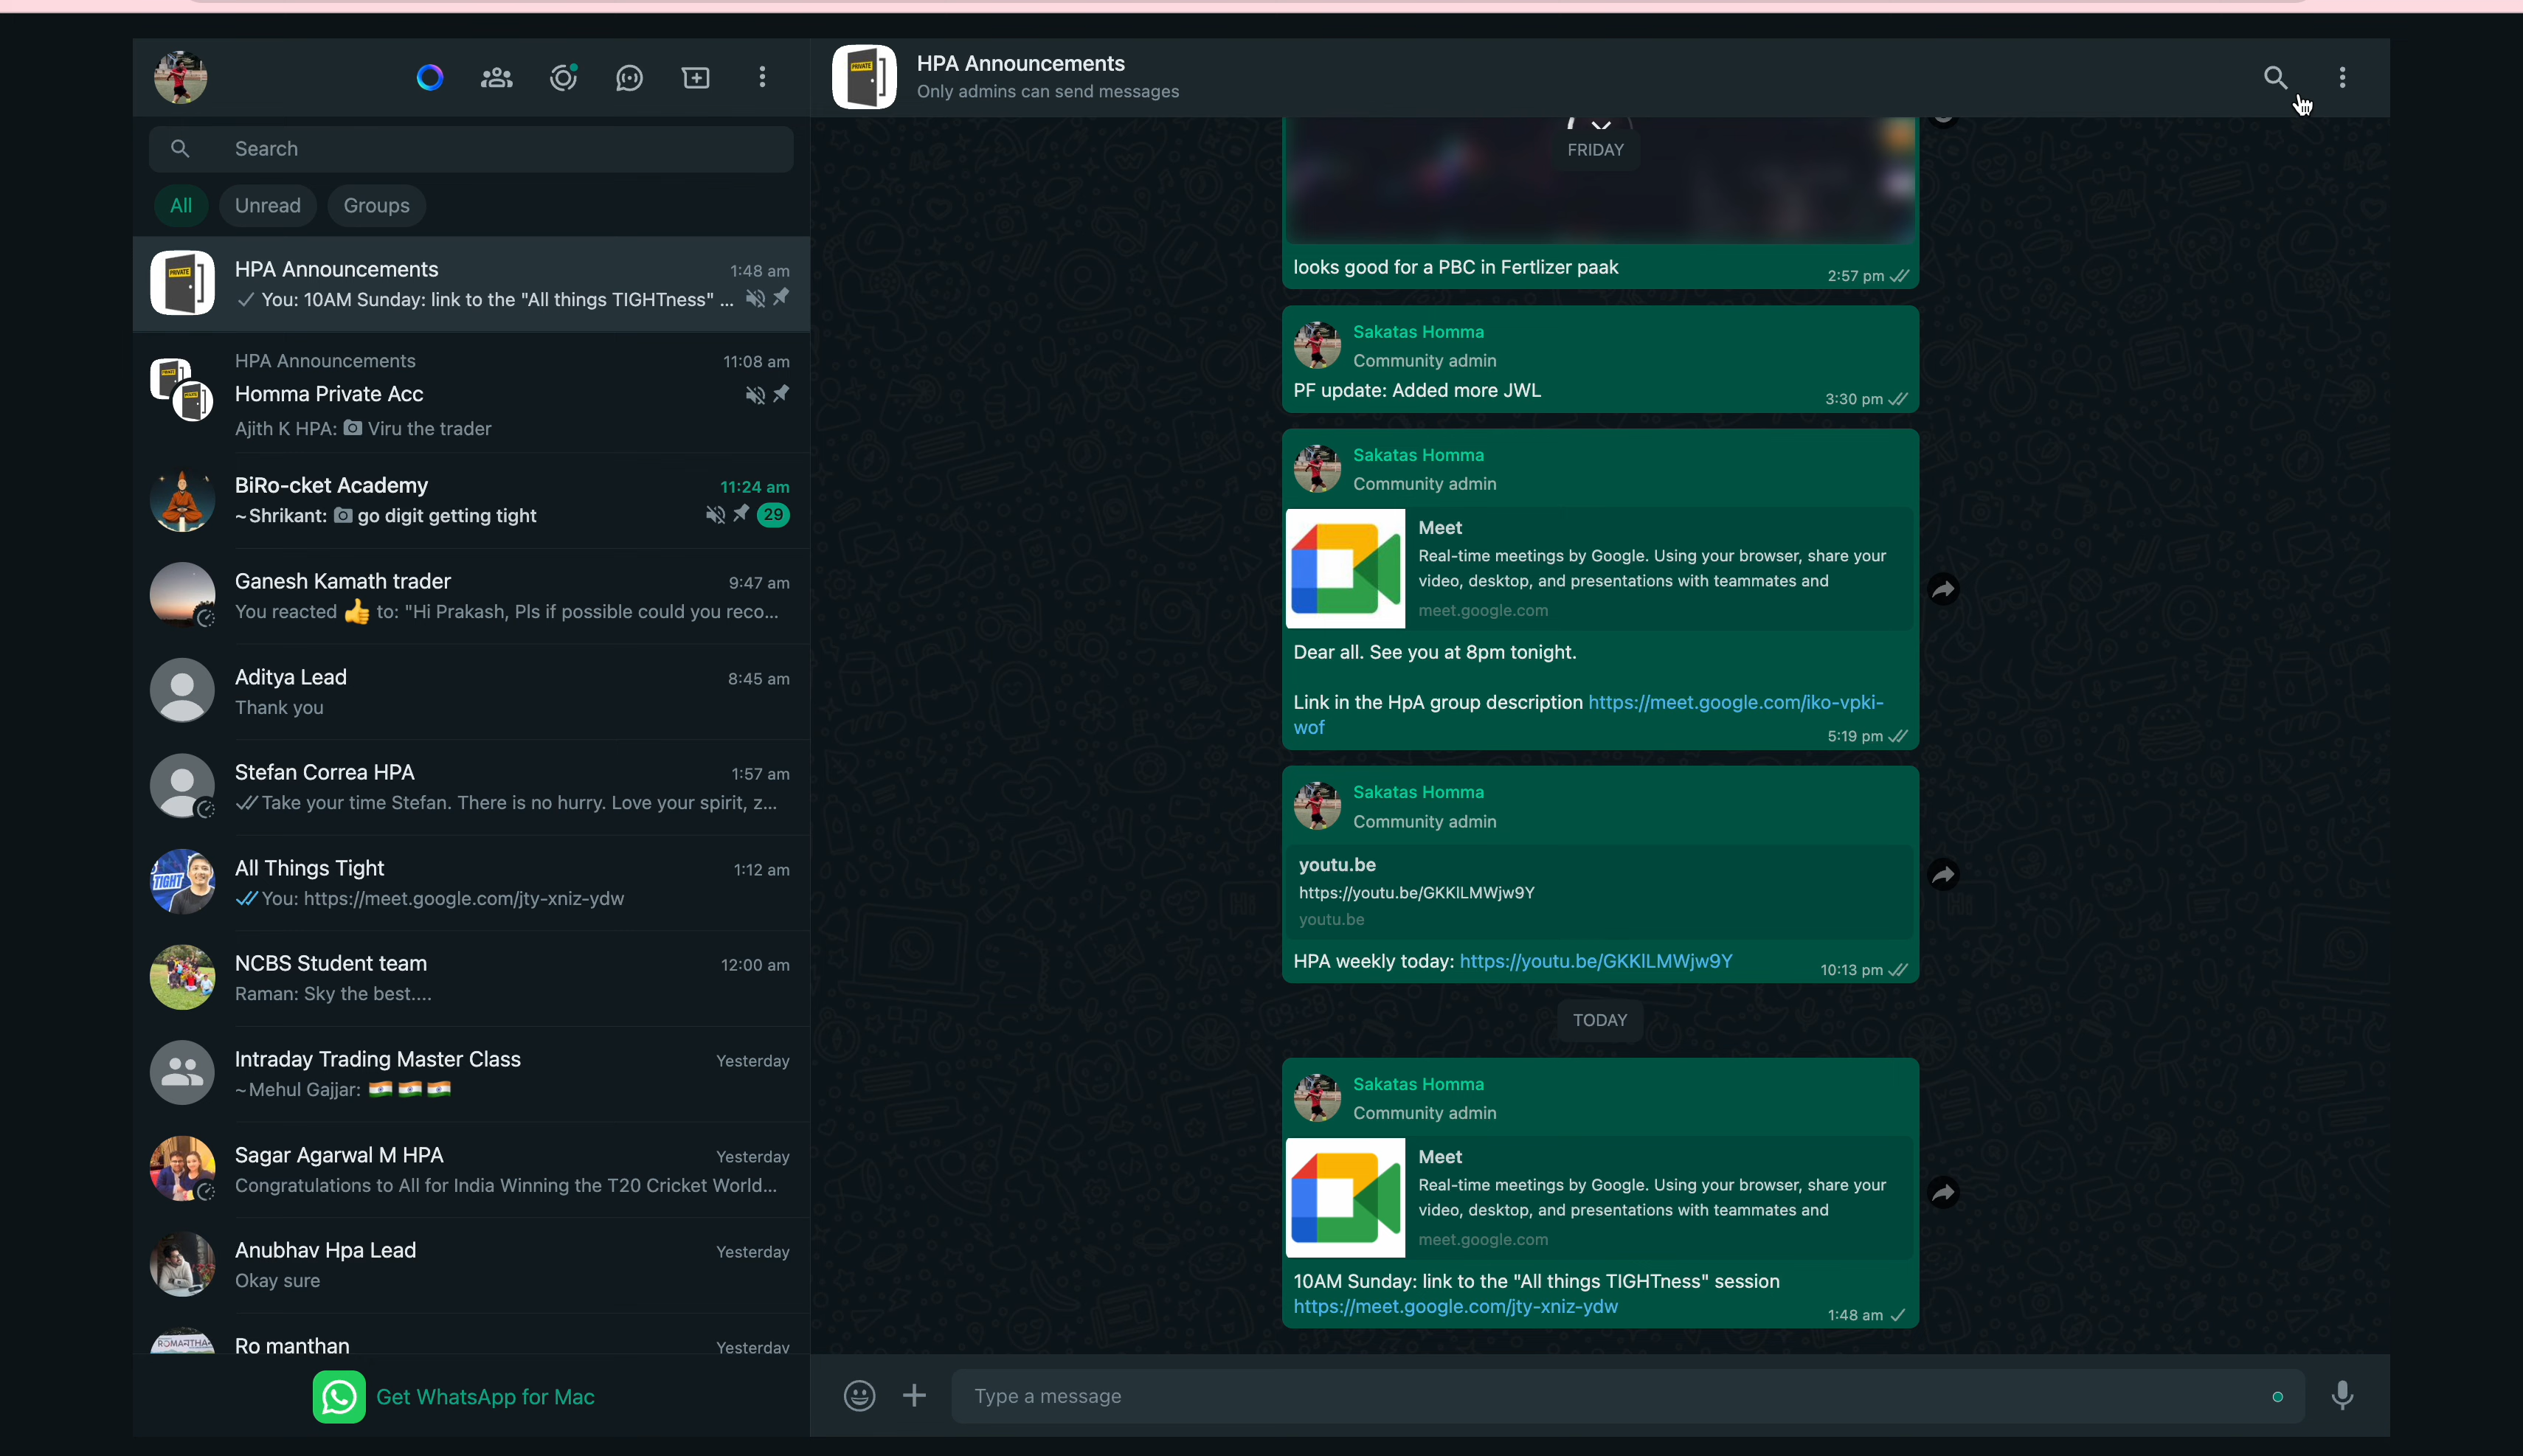 HPA Announcements
Only admins can send messages
Search
All
Unread
Groups
HPA Announcements
1:48 am
You: 10AM Sunday: link to the "All things TIGHTness" ...
HPA Announcements
11:08 am
Homma Private Acc
Ajith K HPA: Viru the trader
BiRo-cket Academy
11:24 am
~Shrikant: go digit getting tight
29
Ganesh Kamath trader
9:47 am
You reacted 👍 to: "Hi Prakash, Pls if possible could you reco...
Aditya Lead
8:45 am
Thank you
Stefan Correa HPA
1:57 am
Take your time Stefan. There is no hurry. Love your spirit, z...
TIGHT
All Things Tight
1:12 am
You: https://meet.google.com/jty-xniz-ydw
NCBS Student team
12:00 am
Raman: Sky the best....
Intraday Trading Master Class
Yesterday
~Mehul Gajjar: 🇮🇳 🇮🇳 🇮🇳
Sagar Agarwal M HPA
Yesterday
Congratulations to All for India Winning the T20 Cricket World...
Anubhav Hpa Lead
Yesterday
Okay sure
Ro manthan
Yesterday
Get WhatsApp for Mac
PRIVATE
FRIDAY
looks good for a PBC in Fertlizer paak
2:57 pm
Sakatas Homma
Community admin
PF update: Added more JWL
3:30 pm
Sakatas Homma
Community admin
Meet
Real-time meetings by Google. Using your browser, share your
video, desktop, and presentations with teammates and
meet.google.com
Dear all. See you at 8pm tonight.
Link in the HpA group description https://meet.google.com/iko-vpki-
wof
5:19 pm
Sakatas Homma
Community admin
youtu.be
https://youtu.be/GKKlLMWjw9Y
youtu.be
HPA weekly today: https://youtu.be/GKKlLMWjw9Y
10:13 pm
TODAY
Sakatas Homma
Community admin
Meet
Real-time meetings by Google. Using your browser, share your
video, desktop, and presentations with teammates and
meet.google.com
10AM Sunday: link to the "All things TIGHTness" session
https://meet.google.com/jty-xniz-ydw
1:48 am
Type a message